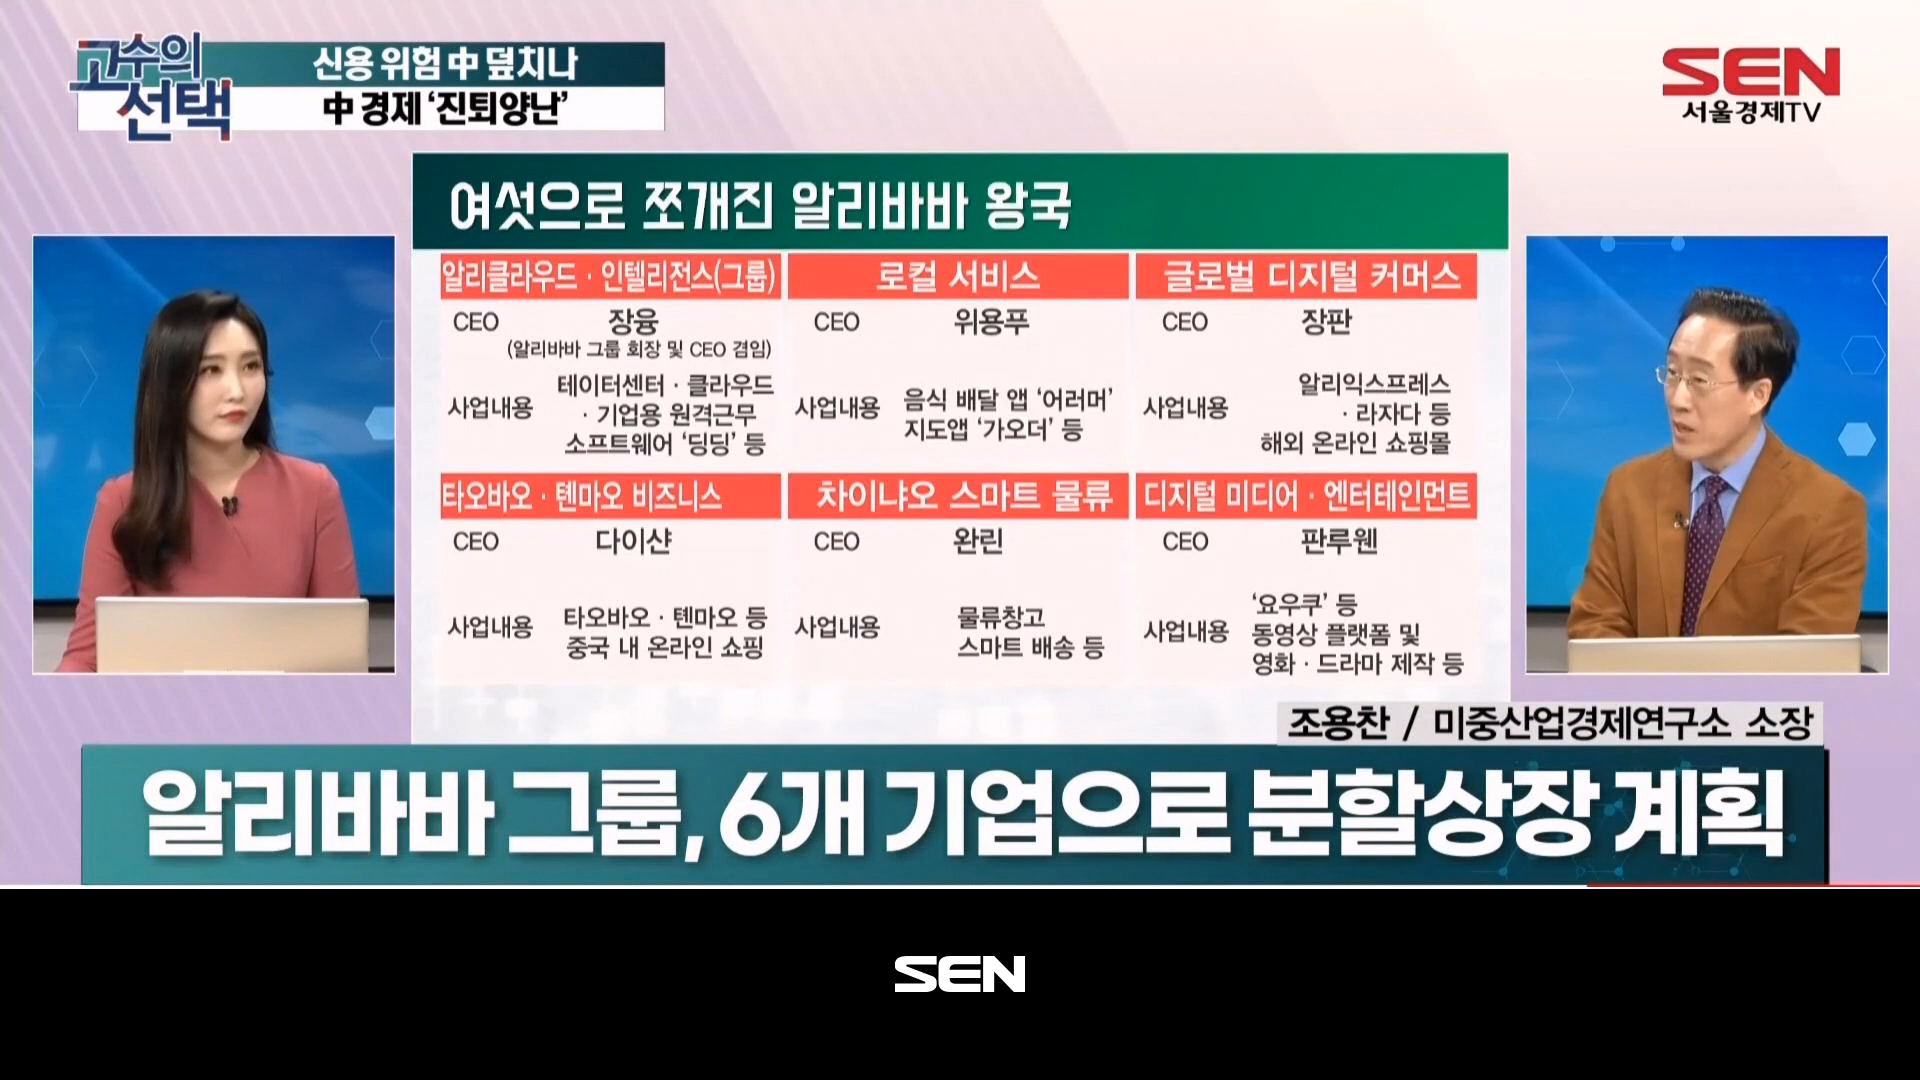 고수의
선택
신용 위험 中 덮치나
中 경제 '진퇴양난'
SEN
서울경제TV
여섯으로 쪼개진 알리바바 왕국
알리클라우드 · 인텔리전스(그룹)
CEO 장융
(알리바바 그룹 회장 및 CEO 겸임)
사업내용 테이터센터 · 클라우드
· 기업용 원격근무
소프트웨어 '딩딩' 등
로컬 서비스
CEO 위용푸
사업내용 음식 배달 앱 '어러머'
지도앱 '가오더' 등
글로벌 디지털 커머스
CEO 장판
사업내용 알리익스프레스
· 라자다 등
해외 온라인 쇼핑몰
타오바오 · 톈마오 비즈니스
CEO 다이샨
사업내용 타오바오 · 톈마오 등
중국 내 온라인 쇼핑
차이냐오 스마트 물류
CEO 완린
사업내용 물류창고
스마트 배송 등
디지털 미디어 · 엔터테인먼트
CEO 판루웬
사업내용 '요우쿠' 등
동영상 플랫폼 및
영화 · 드라마 제작 등
조용찬 / 미중산업경제연구소 소장
알리바바 그룹, 6개 기업으로 분할상장 계획
SEN